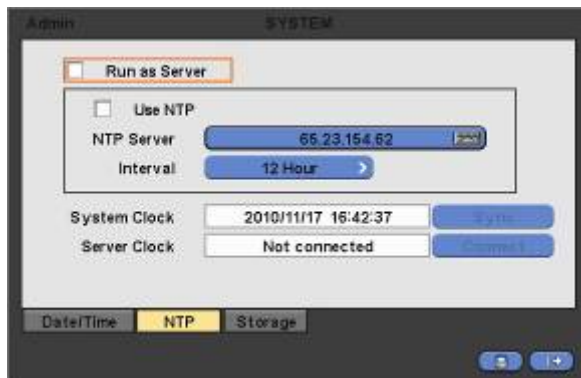 Admin SYSTEM
Run as Server
Use NTP
NTP Server 65.23.154.62
Interval 12 Hour
System Clock 2010/11/17 16:42:37 Sync
Server Clock Not connected Connect
Date/Time NTP Storage